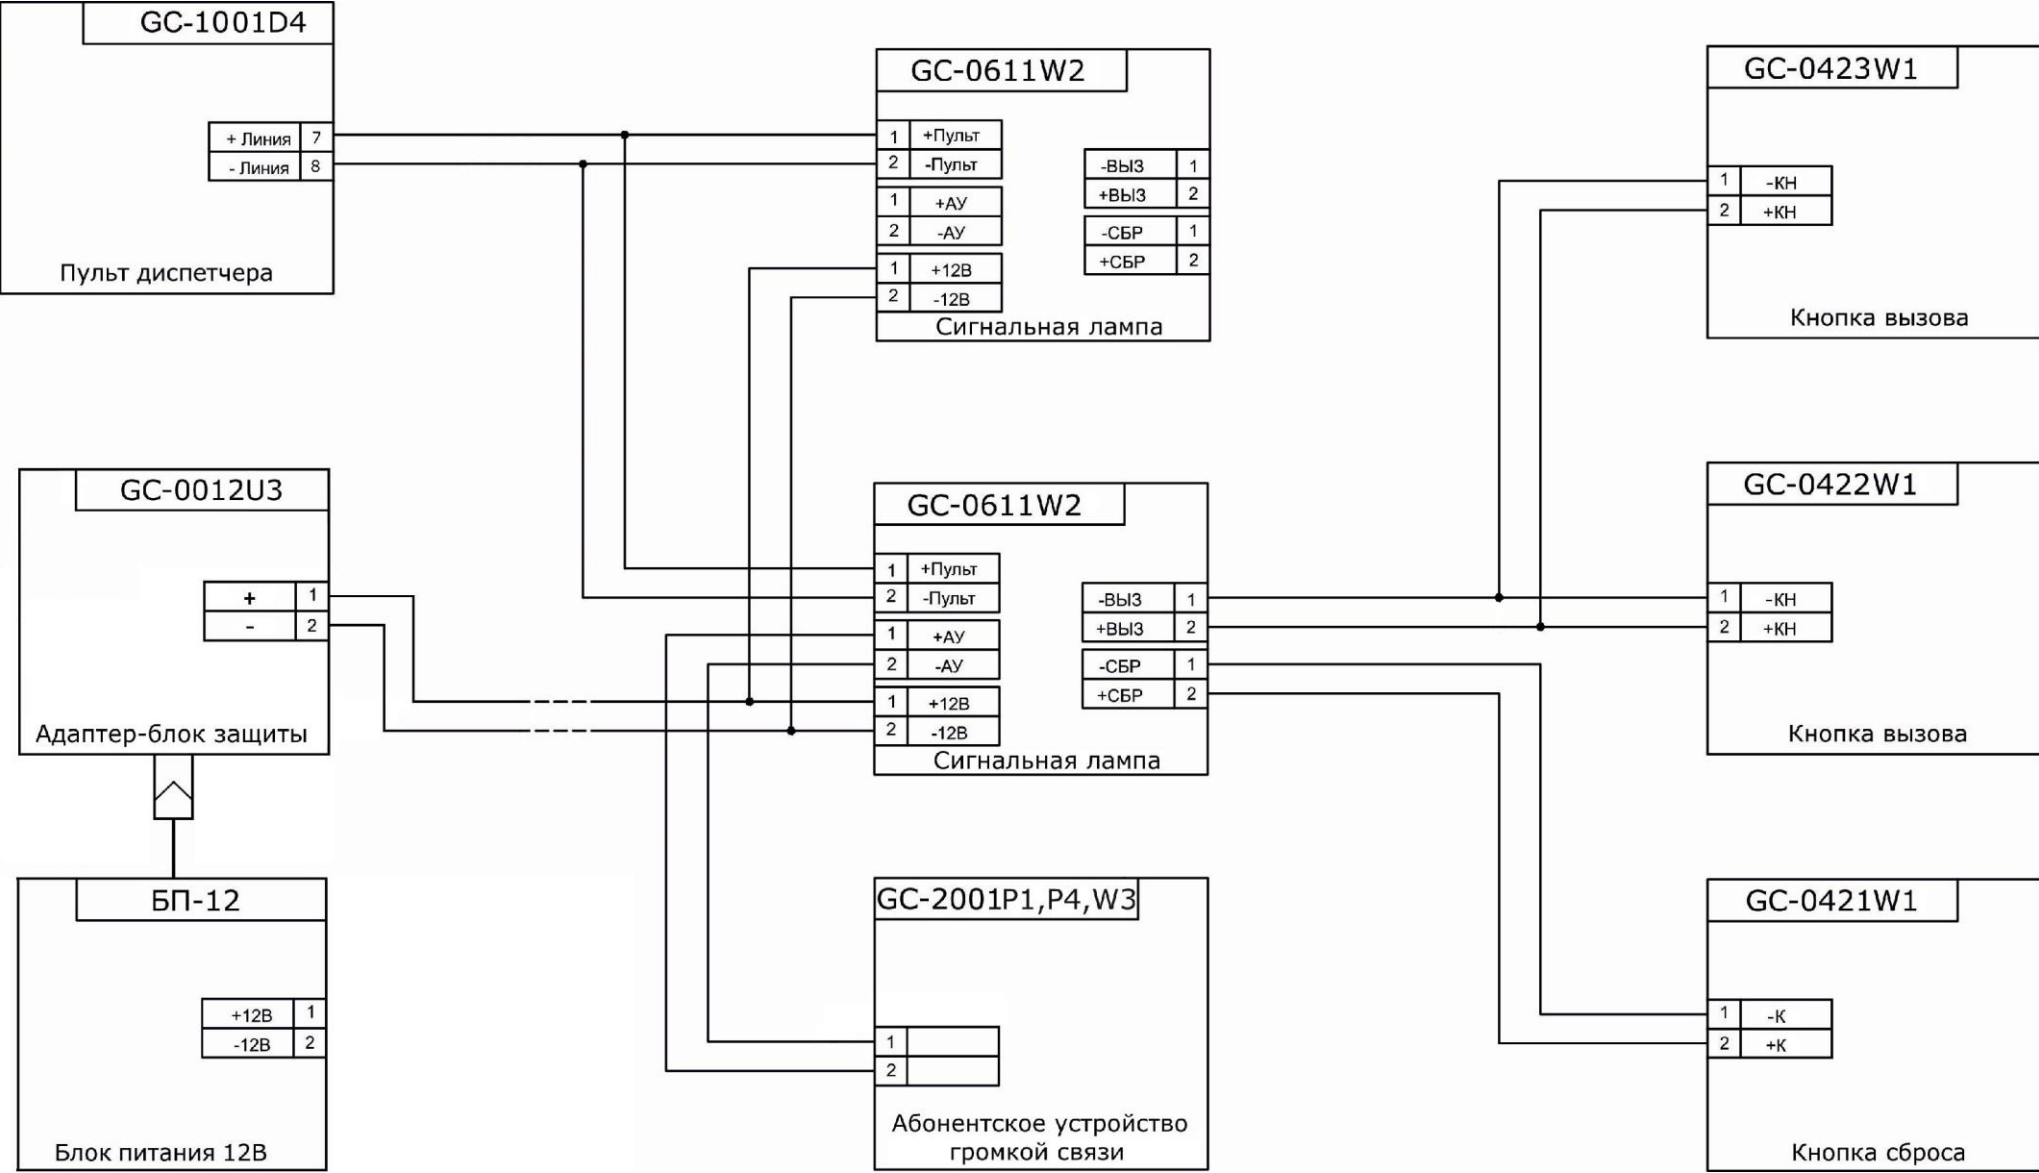 GC-1001D4
+ Линия 7
- Линия 8
Пульт диспетчера
GC-0611W2
1 +Пульт
2 -Пульт
1 +АУ
2 -АУ
1 +12В
2 -12В
-ВЫЗ 1
+ВЫЗ 2
-СБР 1
+СБР 2
Сигнальная лампа
GC-0423W1
1 -КН
2 +КН
Кнопка вызова
GC-0012U3
+ 1
- 2
Адаптер-блок защиты
GC-0611W2
1 +Пульт
2 -Пульт
1 +АУ
2 -АУ
1 +12В
2 -12В
-ВЫЗ 1
+ВЫЗ 2
-СБР 1
+СБР 2
Сигнальная лампа
GC-0422W1
1 -КН
2 +КН
Кнопка вызова
БП-12
+12В 1
-12В 2
Блок питания 12В
GC-2001P1,P4,W3
1
2
Абонентское устройство
громкой связи
GC-0421W1
1 -К
2 +К
Кнопка сброса